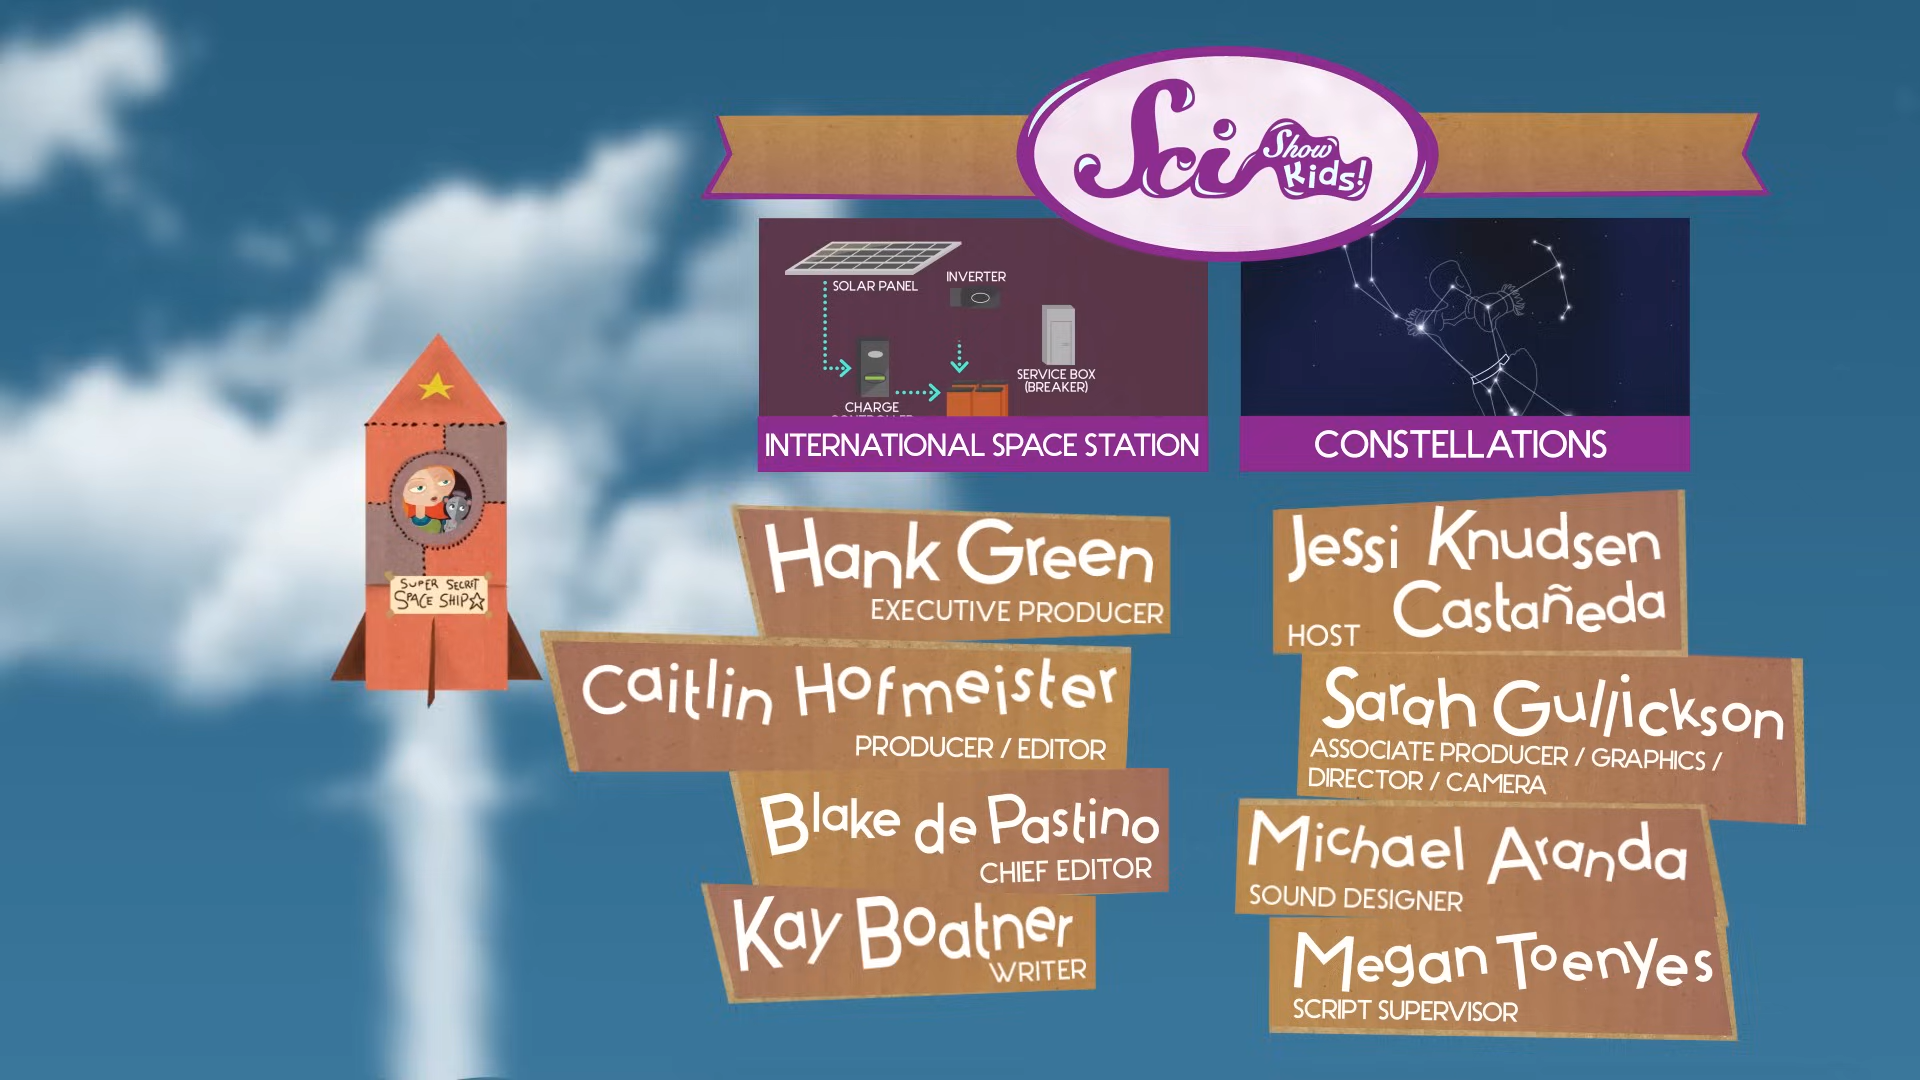 Sci Show Kids!
SOLAR PANEL
INVERTER
SERVICE BOX
(BREAKER)
CHARGE
INTERNATIONAL SPACE STATION
CONSTELLATIONS
SUPER SECRET
SPACE SHIP
Hank Green
EXECUTIVE PRODUCER
Caitlin Hofmeister
PRODUCER / EDITOR
Blake de Pastino
CHIEF EDITOR
Kay Boatner
WRITER
Jessi Knudsen
Castañeda
HOST
Sarah Gullickson
ASSOCIATE PRODUCER / GRAPHICS /
DIRECTOR / CAMERA
Michael Aranda
SOUND DESIGNER
Megan Toenyes
SCRIPT SUPERVISOR